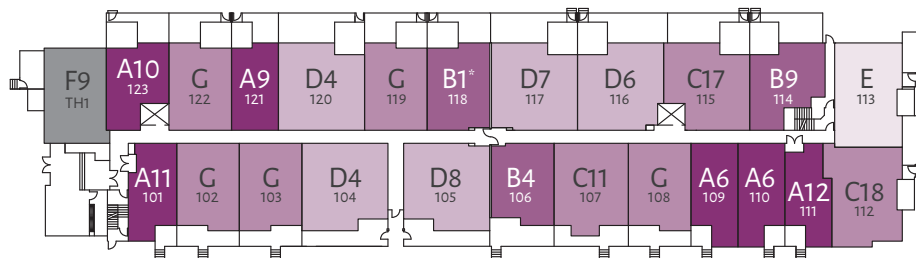 F9
TH1
A10
123
G
122
A9
121
D4
120
G
119
B1*
118
D7
117
D6
116
C17
115
B9
114
E
113
A11
101
G
102
G
103
D4
104
D8
105
B4
106
C11
107
G
108
A6
109
A6
110
A12
111
C18
112